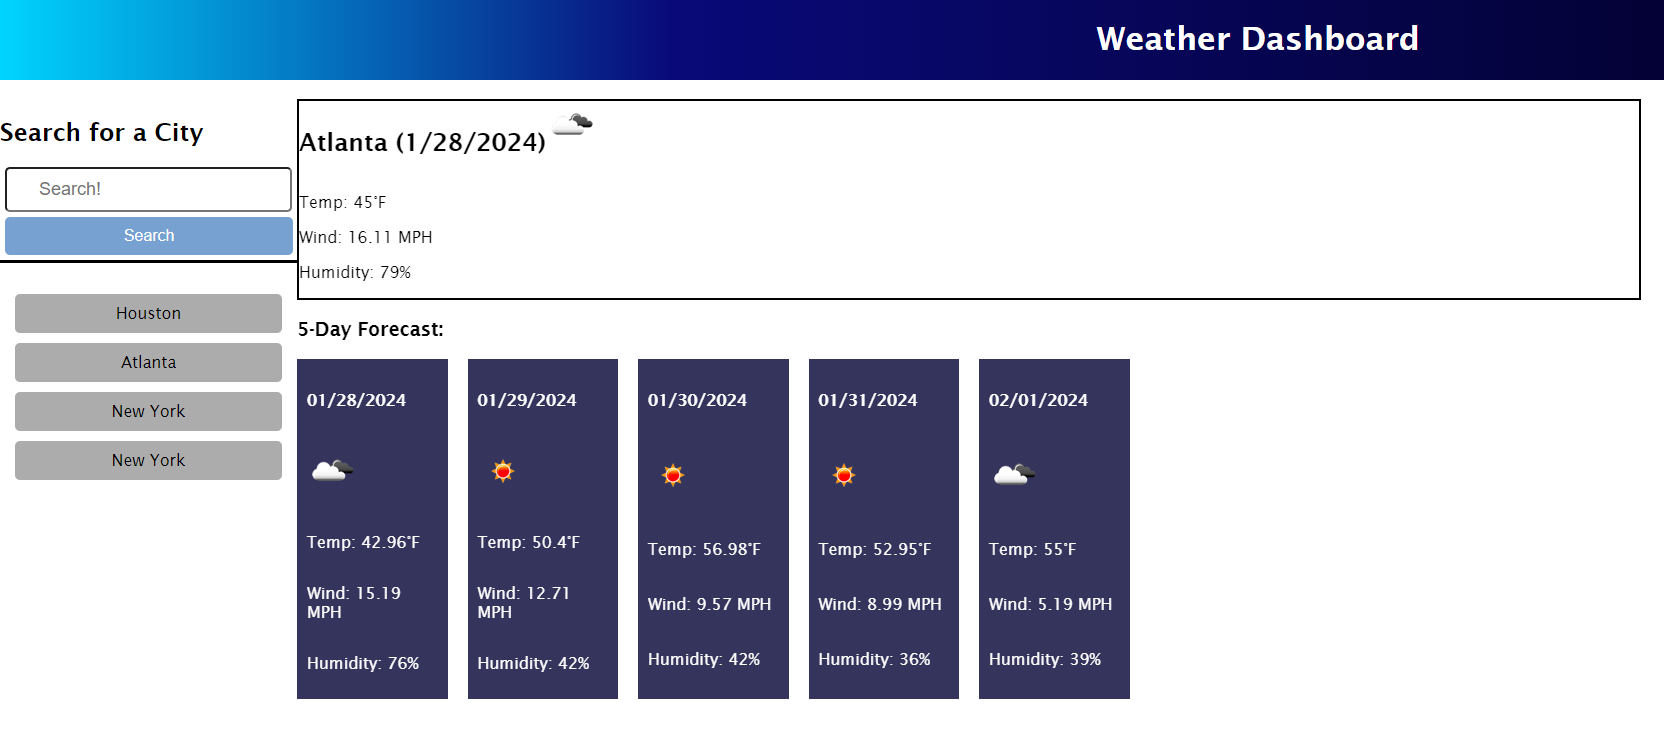 Weather Dashboard
Search for a City
Search!
Search
Houston
Atlanta
New York
New York
Atlanta (1/28/2024)
Temp: 45°F
Wind: 16.11 MPH
Humidity: 79%
5-Day Forecast:
01/28/2024
Temp: 42.96°F
Wind: 15.19
MPH
Humidity: 76%
01/29/2024
Temp: 50.4°F
Wind: 12.71
MPH
Humidity: 42%
01/30/2024
Temp: 56.98°F
Wind: 9.57 MPH
Humidity: 42%
01/31/2024
Temp: 52.95°F
Wind: 8.99 MPH
Humidity: 36%
02/01/2024
Temp: 55°F
Wind: 5.19 MPH
Humidity: 39%